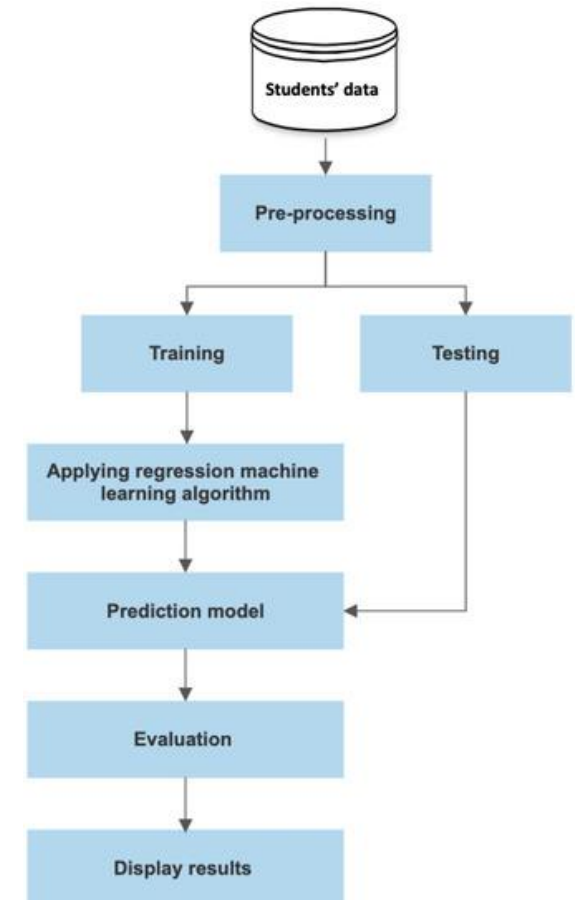 Students’ data
Pre-processing
Training
Testing
Applying regression machine
learning algorithm
Prediction model
Evaluation
Display results